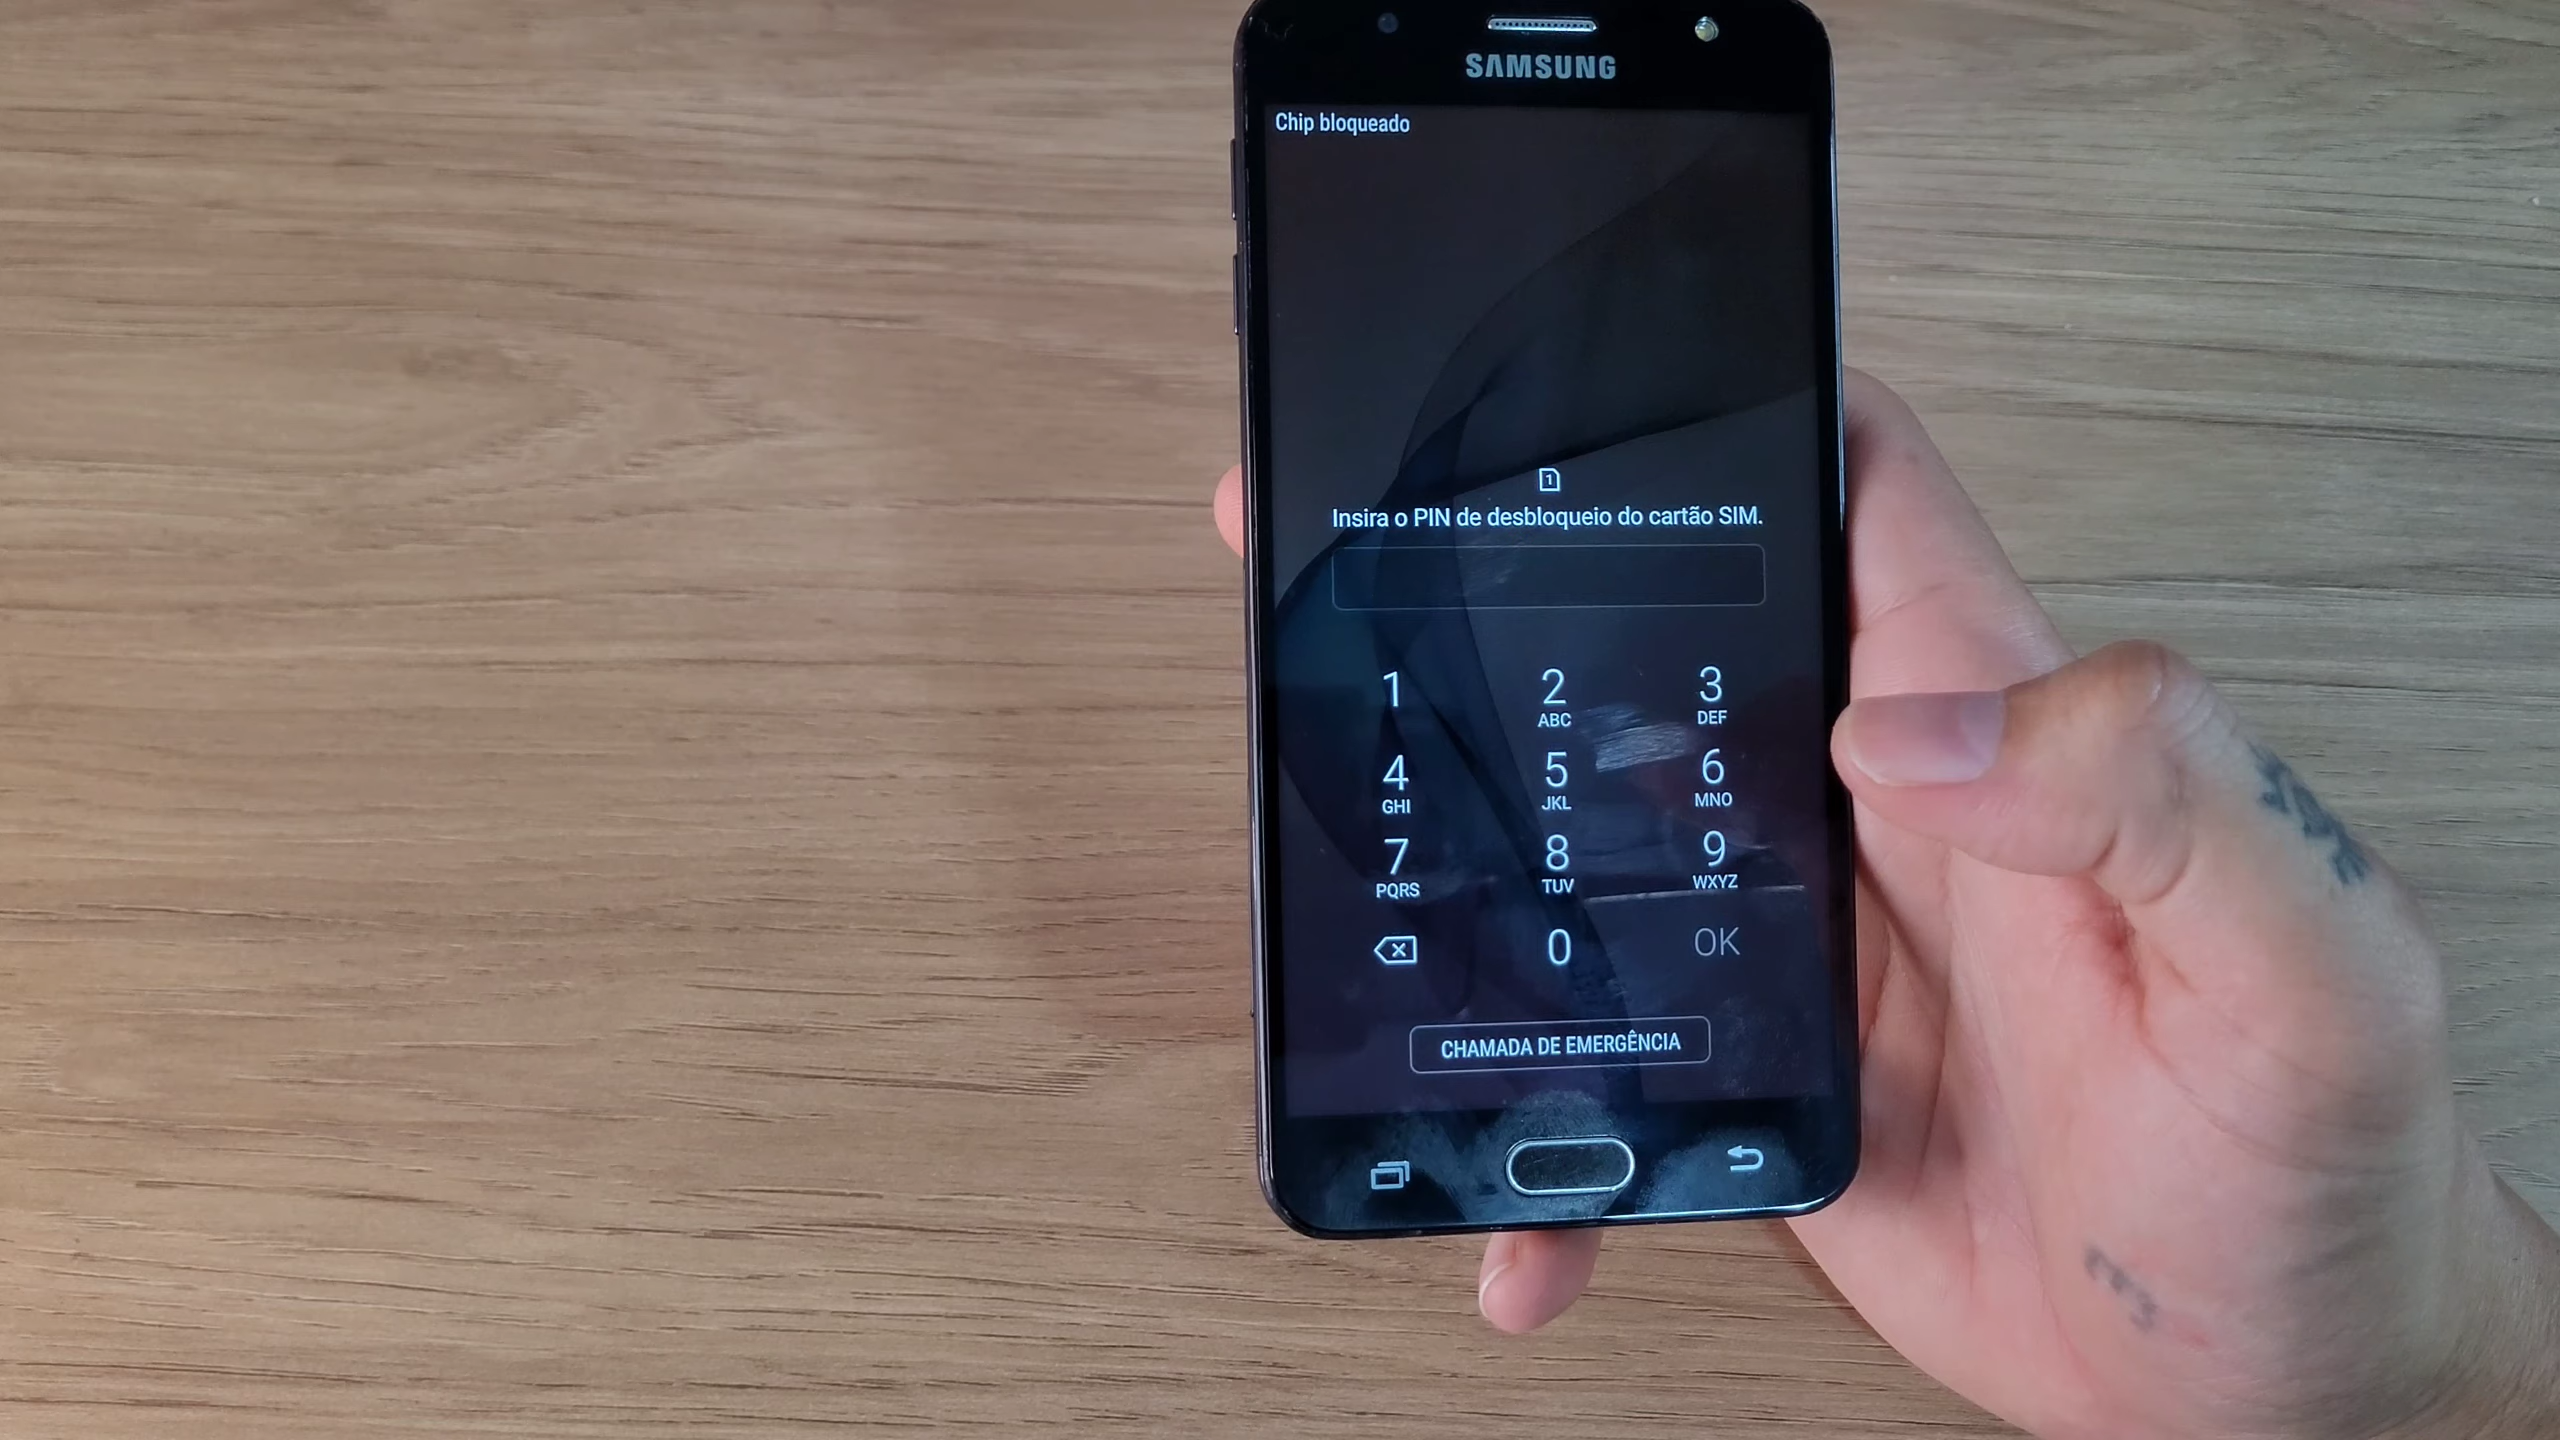 SAMSUNG
Chip bloqueado
1
Insira o PIN de desbloqueio do cartão SIM.
1 2 3
ABC DEF
4 5 6
GHI JKL MNO
7 8 9
PQRS TUV WXYZ
0 OK
CHAMADA DE EMERGÊNCIA